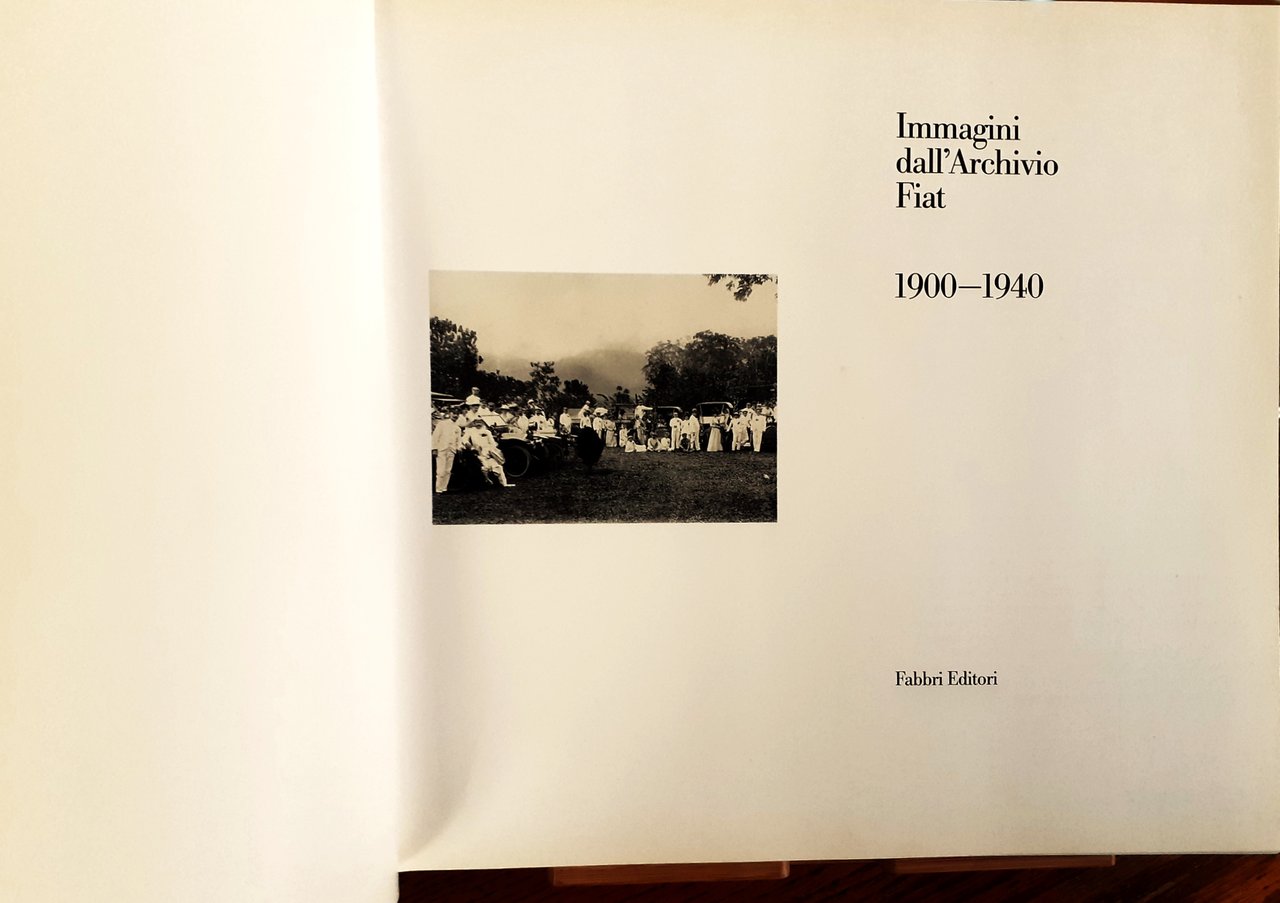 Immagini
dall’Archivio
Fiat
1900—1940
Fabbri Editori